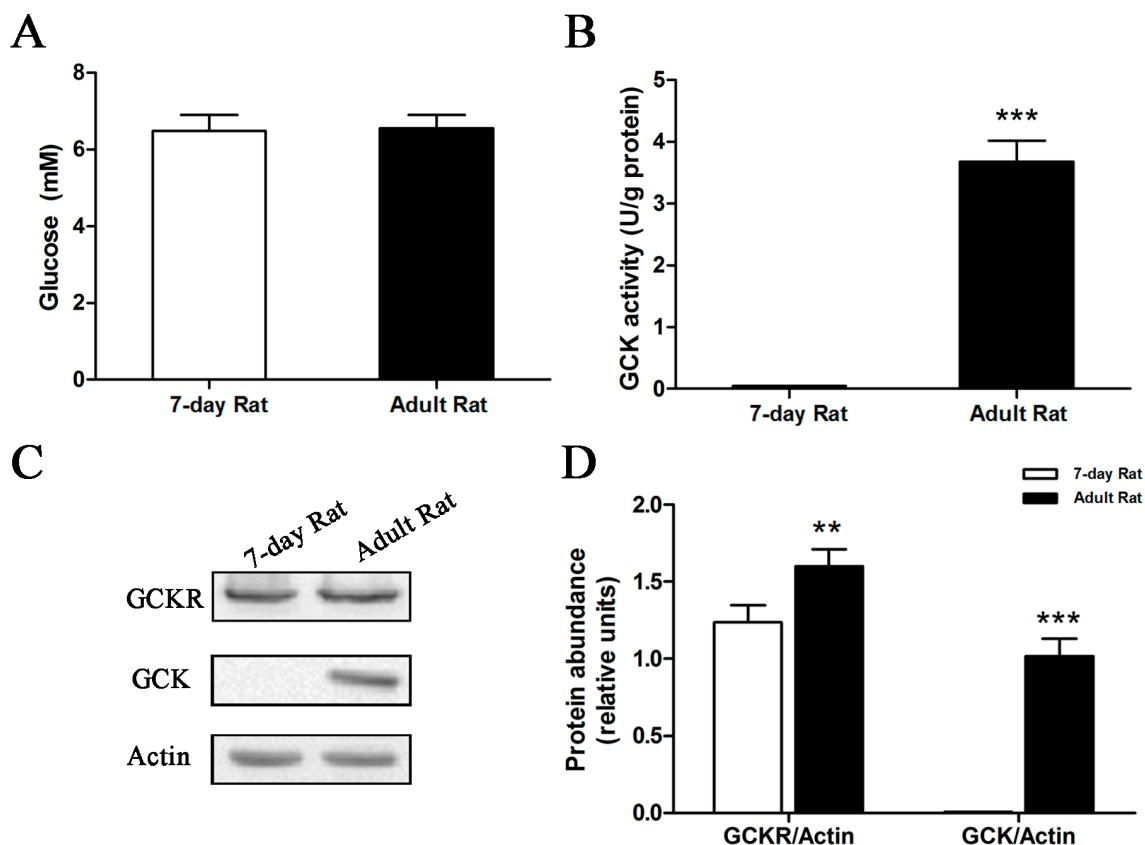 A
Glucose (mM)
8
6
4
2
0
7-day Rat
Adult Rat
B
GCK activity (U/g protein)
5
4
3
2
1
0
***
7-day Rat
Adult Rat
C
7-day Rat
Adult Rat
GCKR
GCK
Actin
D
7-day Rat
Adult Rat
Protein abundance
(relative units)
2.0
1.5
1.0
0.5
0.0
**
***
GCKR/Actin
GCK/Actin